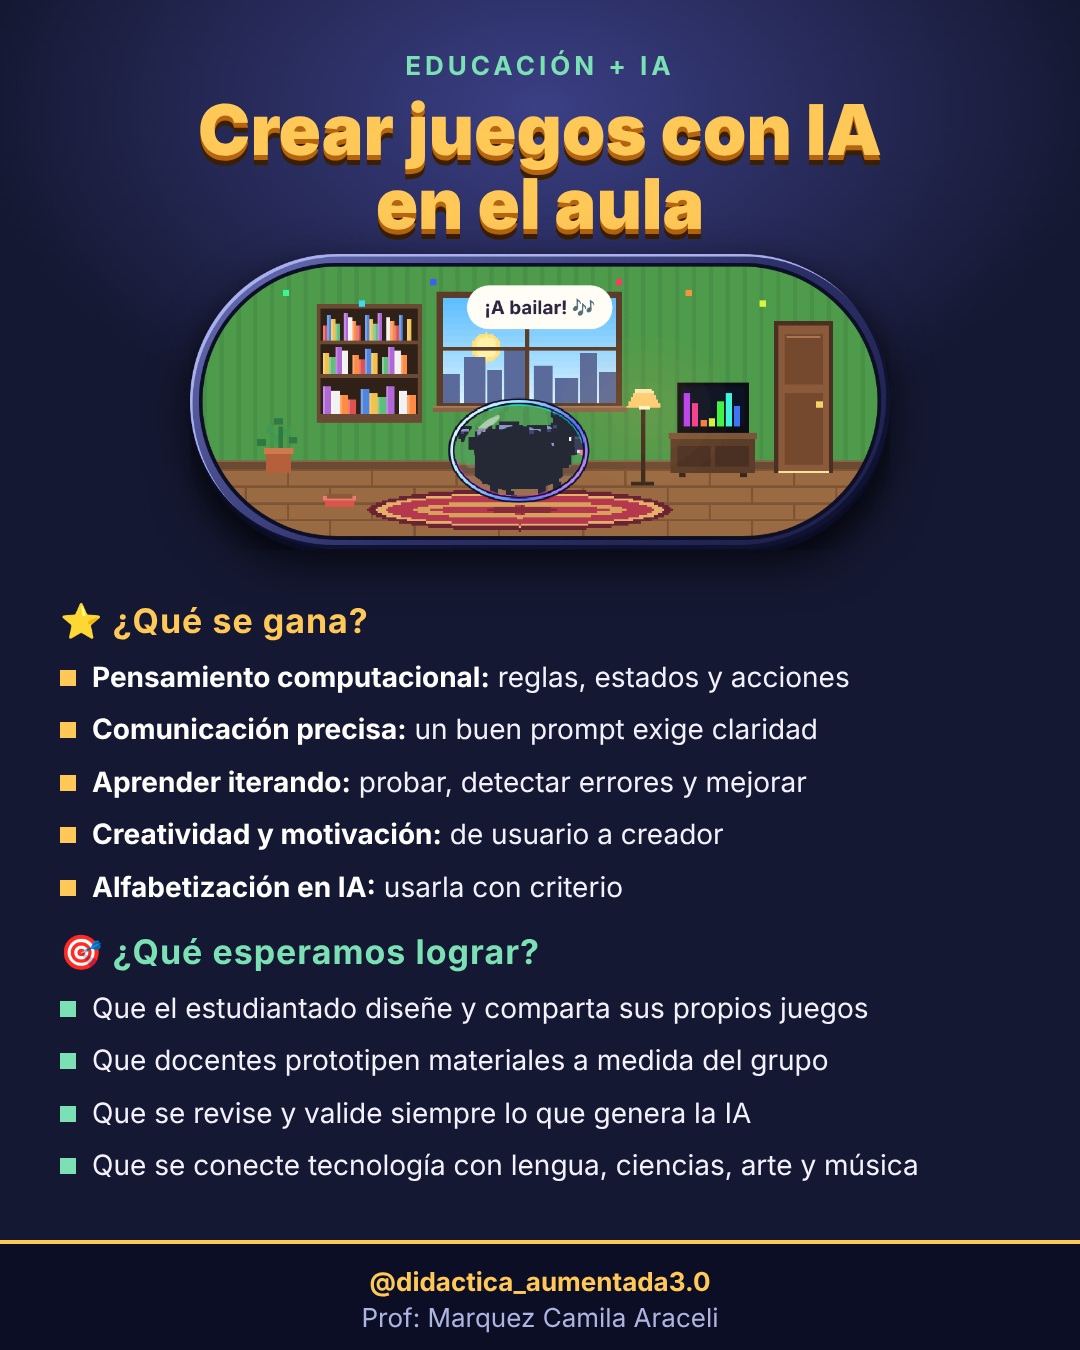 EDUCACIÓN + IA
Crear juegos con IA
en el aula
¡A bailar! 🎶
⭐ ¿Qué se gana?
Pensamiento computacional: reglas, estados y acciones
Comunicación precisa: un buen prompt exige claridad
Aprender iterando: probar, detectar errores y mejorar
Creatividad y motivación: de usuario a creador
Alfabetización en IA: usarla con criterio
🎯 ¿Qué esperamos lograr?
Que el estudiantado diseñe y comparta sus propios juegos
Que docentes prototipen materiales a medida del grupo
Que se revise y valide siempre lo que genera la IA
Que se conecte tecnología con lengua, ciencias, arte y música
@didactica_aumentada3.0
Prof: Marquez Camila Araceli